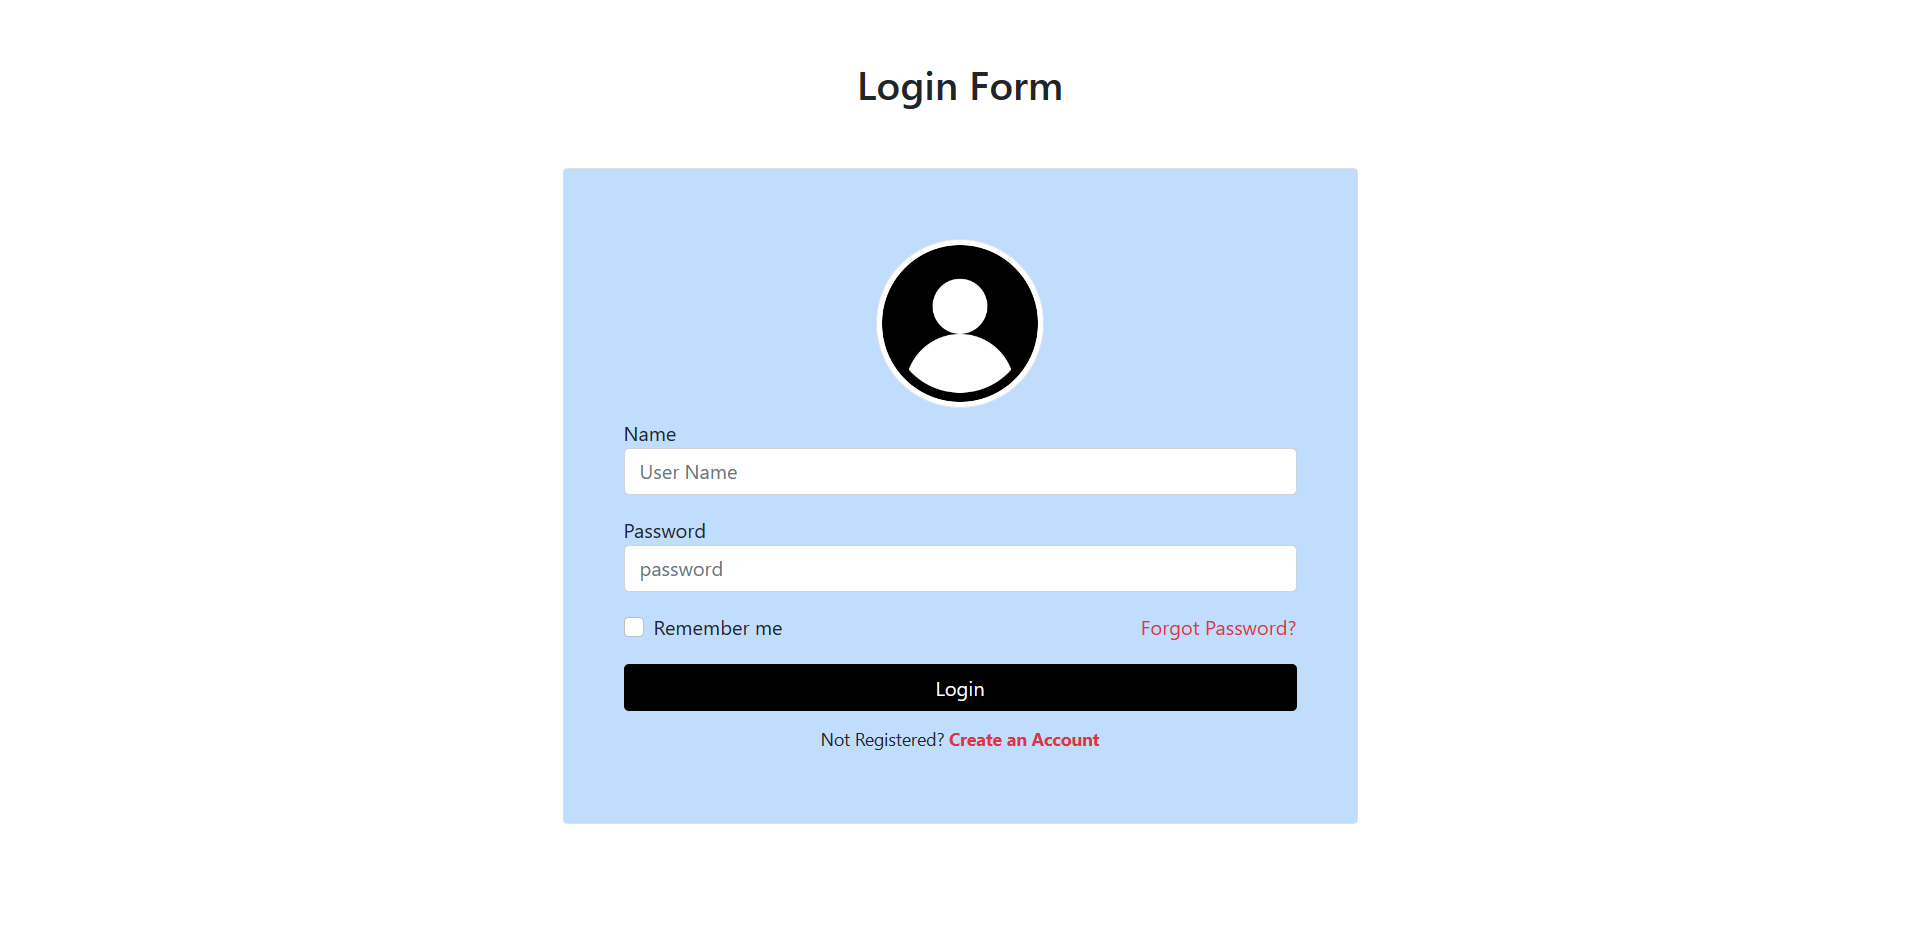 Login Form
Name
User Name
Password
password
Remember me
Forgot Password?
Login
Not Registered? Create an Account